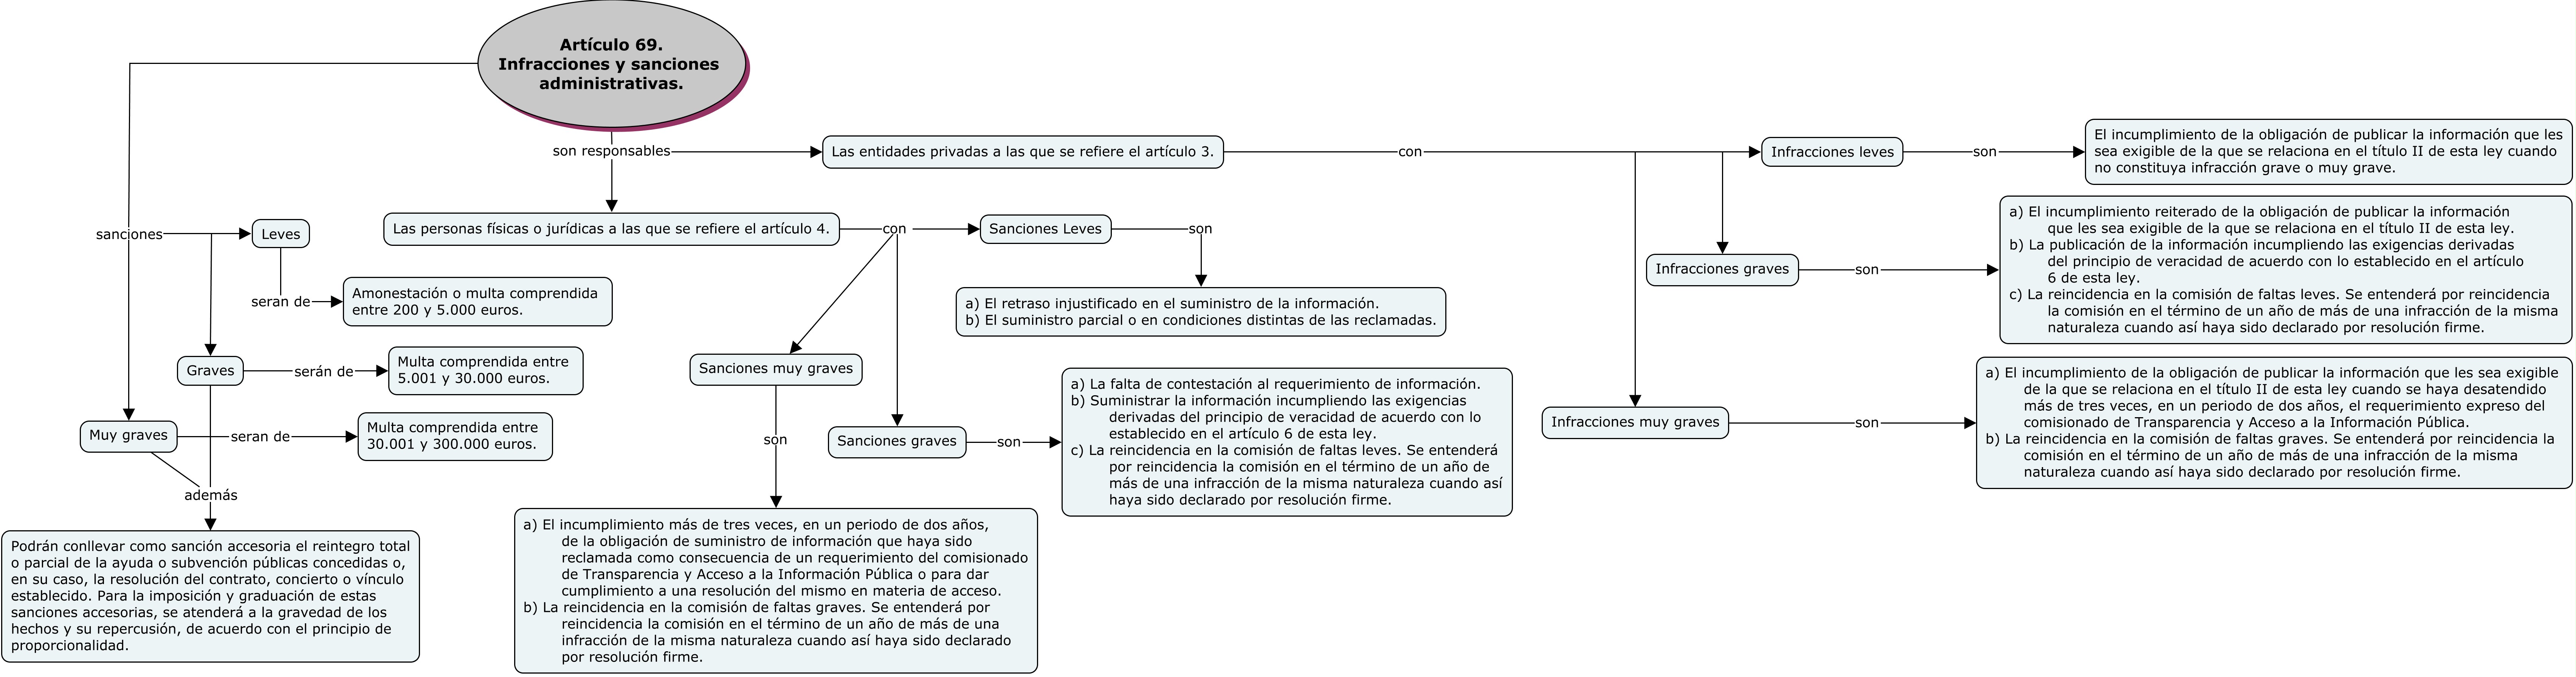 Artículo 69.
Infracciones y sanciones
administrativas.
son responsables
Las entidades privadas a las que se refiere el artículo 3.
con
Infracciones leves
son
El incumplimiento de la obligación de publicar la información que les
sea exigible de la que se relaciona en el título II de esta ley cuando
no constituya infracción grave o muy grave.
Infracciones graves
son
a) El incumplimiento reiterado de la obligación de publicar la información
que les sea exigible de la que se relaciona en el título II de esta ley.
b) La publicación de la información incumpliendo las exigencias derivadas
del principio de veracidad de acuerdo con lo establecido en el artículo
6 de esta ley.
c) La reincidencia en la comisión de faltas leves. Se entenderá por reincidencia
la comisión en el término de un año de más de una infracción de la misma
naturaleza cuando así haya sido declarado por resolución firme.
Infracciones muy graves
son
a) El incumplimiento de la obligación de publicar la información que les sea exigible
de la que se relaciona en el título II de esta ley cuando se haya desatendido
más de tres veces, en un periodo de dos años, el requerimiento expreso del
comisionado de Transparencia y Acceso a la Información Pública.
b) La reincidencia en la comisión de faltas graves. Se entenderá por reincidencia la
comisión en el término de un año de más de una infracción de la misma
naturaleza cuando así haya sido declarado por resolución firme.
Las personas físicas o jurídicas a las que se refiere el artículo 4.
con
Sanciones Leves
son
a) El retraso injustificado en el suministro de la información.
b) El suministro parcial o en condiciones distintas de las reclamadas.
Sanciones muy graves
son
a) El incumplimiento más de tres veces, en un periodo de dos años,
de la obligación de suministro de información que haya sido
reclamada como consecuencia de un requerimiento del comisionado
de Transparencia y Acceso a la Información Pública o para dar
cumplimiento a una resolución del mismo en materia de acceso.
b) La reincidencia en la comisión de faltas graves. Se entenderá por
reincidencia la comisión en el término de un año de más de una
infracción de la misma naturaleza cuando así haya sido declarado
por resolución firme.
Sanciones graves
son
a) La falta de contestación al requerimiento de información.
b) Suministrar la información incumpliendo las exigencias
derivadas del principio de veracidad de acuerdo con lo
establecido en el artículo 6 de esta ley.
c) La reincidencia en la comisión de faltas leves. Se entenderá
por reincidencia la comisión en el término de un año de
más de una infracción de la misma naturaleza cuando así
haya sido declarado por resolución firme.
sanciones
Leves
seran de
Amonestación o multa comprendida
entre 200 y 5.000 euros.
Graves
serán de
Multa comprendida entre
5.001 y 30.000 euros.
Muy graves
seran de
Multa comprendida entre
30.001 y 300.000 euros.
además
Podrán conllevar como sanción accesoria el reintegro total
o parcial de la ayuda o subvención públicas concedidas o,
en su caso, la resolución del contrato, concierto o vínculo
establecido. Para la imposición y graduación de estas
sanciones accesorias, se atenderá a la gravedad de los
hechos y su repercusión, de acuerdo con el principio de
proporcionalidad.